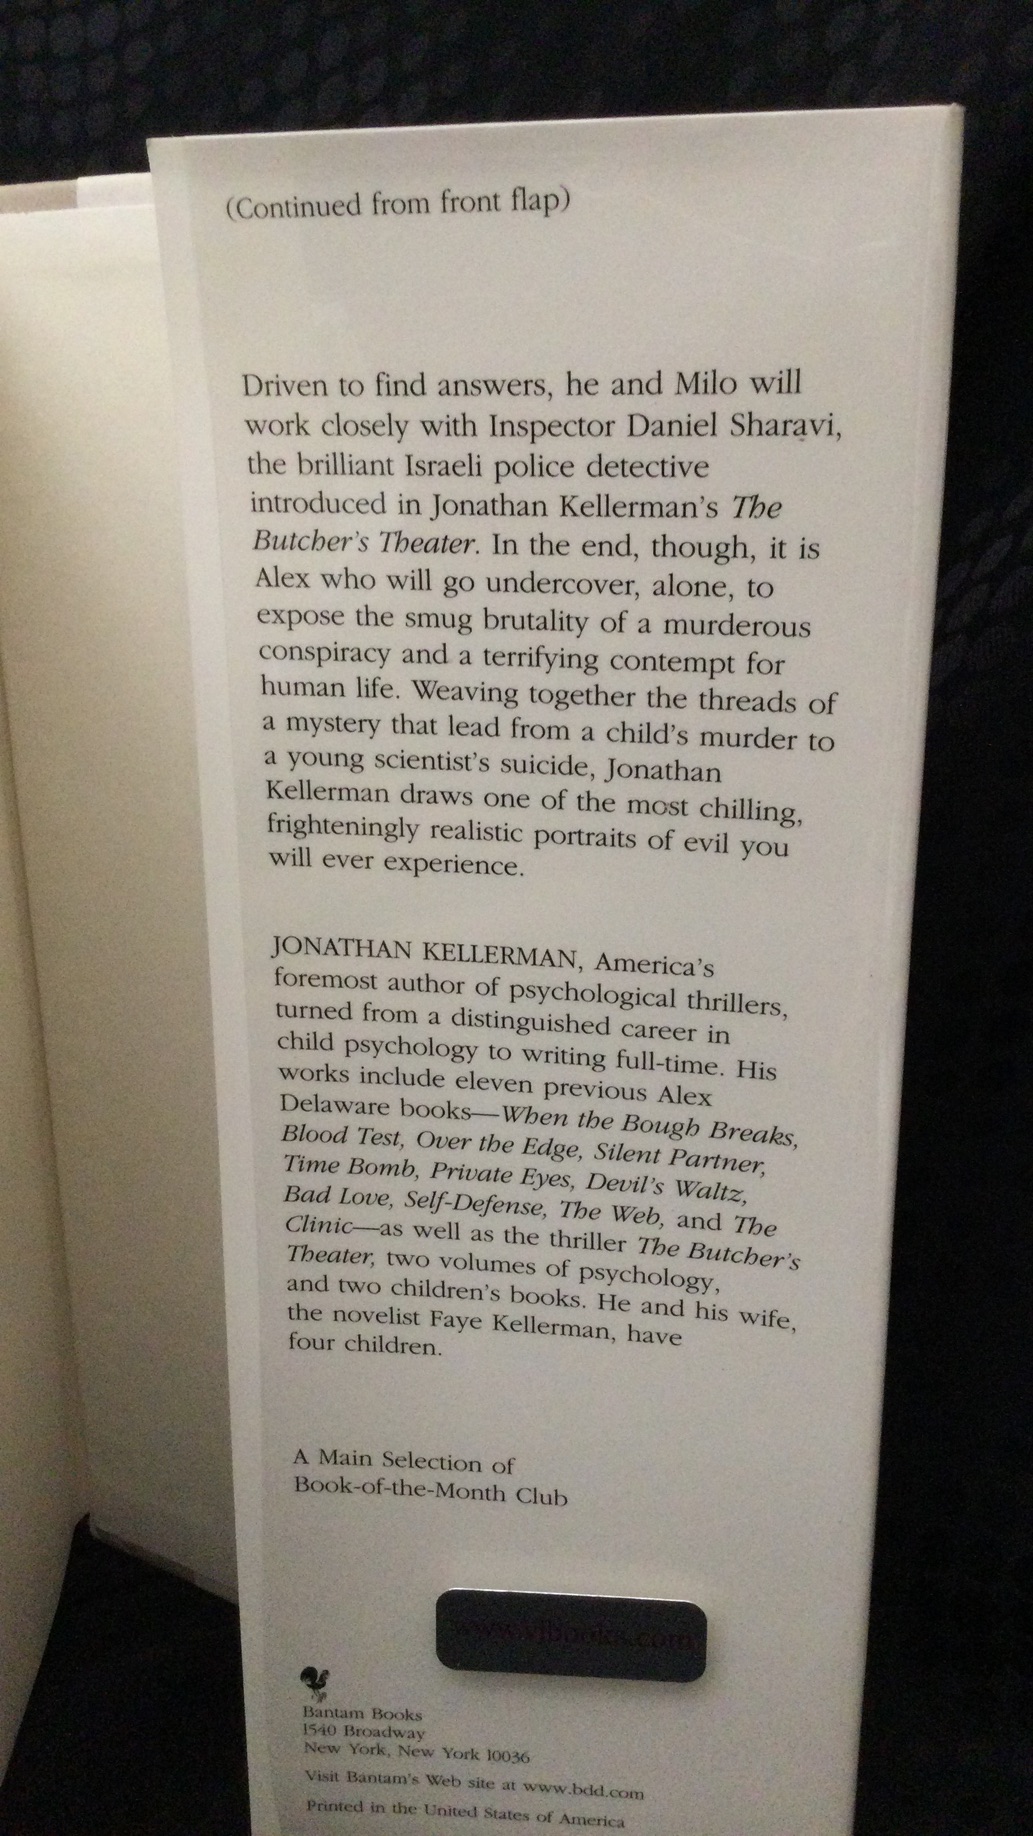 (Continued from front flap)
Driven to find answers, he and Milo will
work closely with Inspector Daniel Sharavi,
the brilliant Israeli police detective
introduced in Jonathan Kellerman's The
Butcher's Theater. In the end, though, it is
Alex who will go undercover, alone, to
expose the smug brutality of a murderous
conspiracy and a terrifying contempt for
human life. Weaving together the threads of
a mystery that lead from a child's murder to
a young scientist's suicide, Jonathan
Kellerman draws one of the most chilling,
frighteningly realistic portraits of evil you
will ever experience.
JONATHAN KELLERMAN, America's
foremost author of psychological thrillers,
turned from a distinguished career in
child psychology to writing full-time. His
works include eleven previous Alex
Delaware books—When the Bough Breaks,
Blood Test, Over the Edge, Silent Partner,
Time Bomb, Private Eyes, Devil's Waltz,
Bad Love, Self-Defense, The Web, and The
Clinic—as well as the thriller The Butcher's
Theater, two volumes of psychology,
and two children's books. He and his wife,
the novelist Faye Kellerman, have
four children.
A Main Selection of
Book-of-the-Month Club
www.vjbooks.com
Bantam Books
1540 Broadway
New York, New York 10036
Visit Bantam's Web site at www.bdd.com
Printed in the United States of America